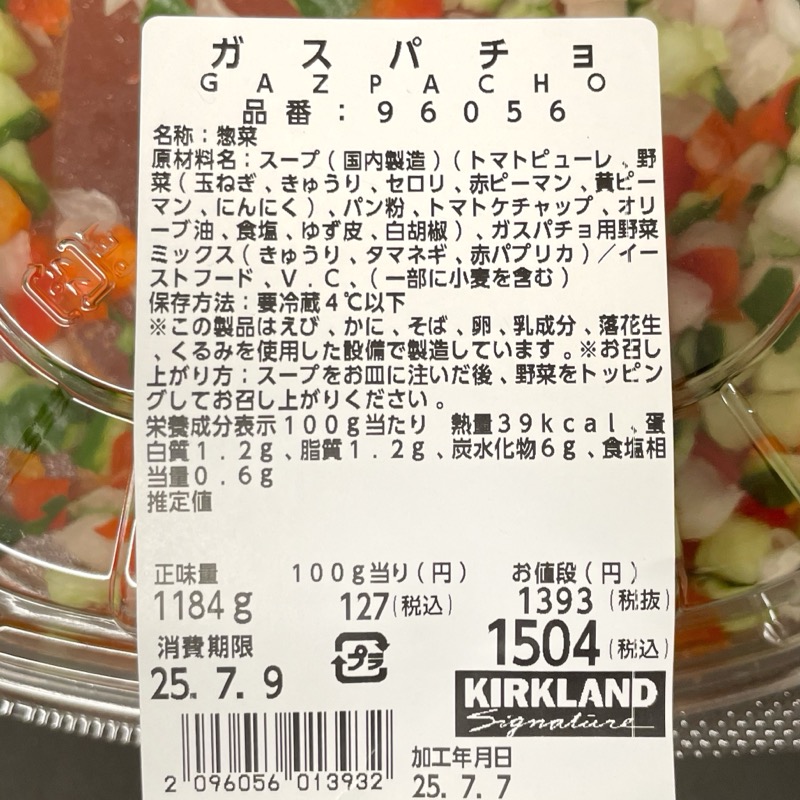 ガスパチョ
GAZPACHO
品番：96056
名称：惣菜
原材料名：スープ（国内製造）（トマトピューレ、野
菜（玉ねぎ、きゅうり、セロリ、赤ピーマン、黄ピー
マン、にんにく）、パン粉、トマトケチャップ、オリ
ーブ油、食塩、ゆず皮、白胡椒）、ガスパチョ用野菜
ミックス（きゅうり、タマネギ、赤パプリカ）／イー
ストフード、V．C、（一部に小麦を含む）
保存方法：要冷蔵4℃以下
※この製品はえび、かに、そば、卵、乳成分、落花生
、くるみを使用した設備で製造しています。※お召し
上がり方：スープをお皿に注いだ後、野菜をトッピン
グしてお召し上がりください。
栄養成分表示100g当たり 熱量39kcal、蛋
白質1．2g、脂質1．2g、炭水化物6g、食塩相
当量0．6g
推定値
正味量 100g当り（円） お値段（円）
1184g 127（税込） 1393（税抜）
1504（税込）
消費期限 プラ
25.7.9
KIRKLAND
Signature
加工年月日
25.7.7
2 096056 013932